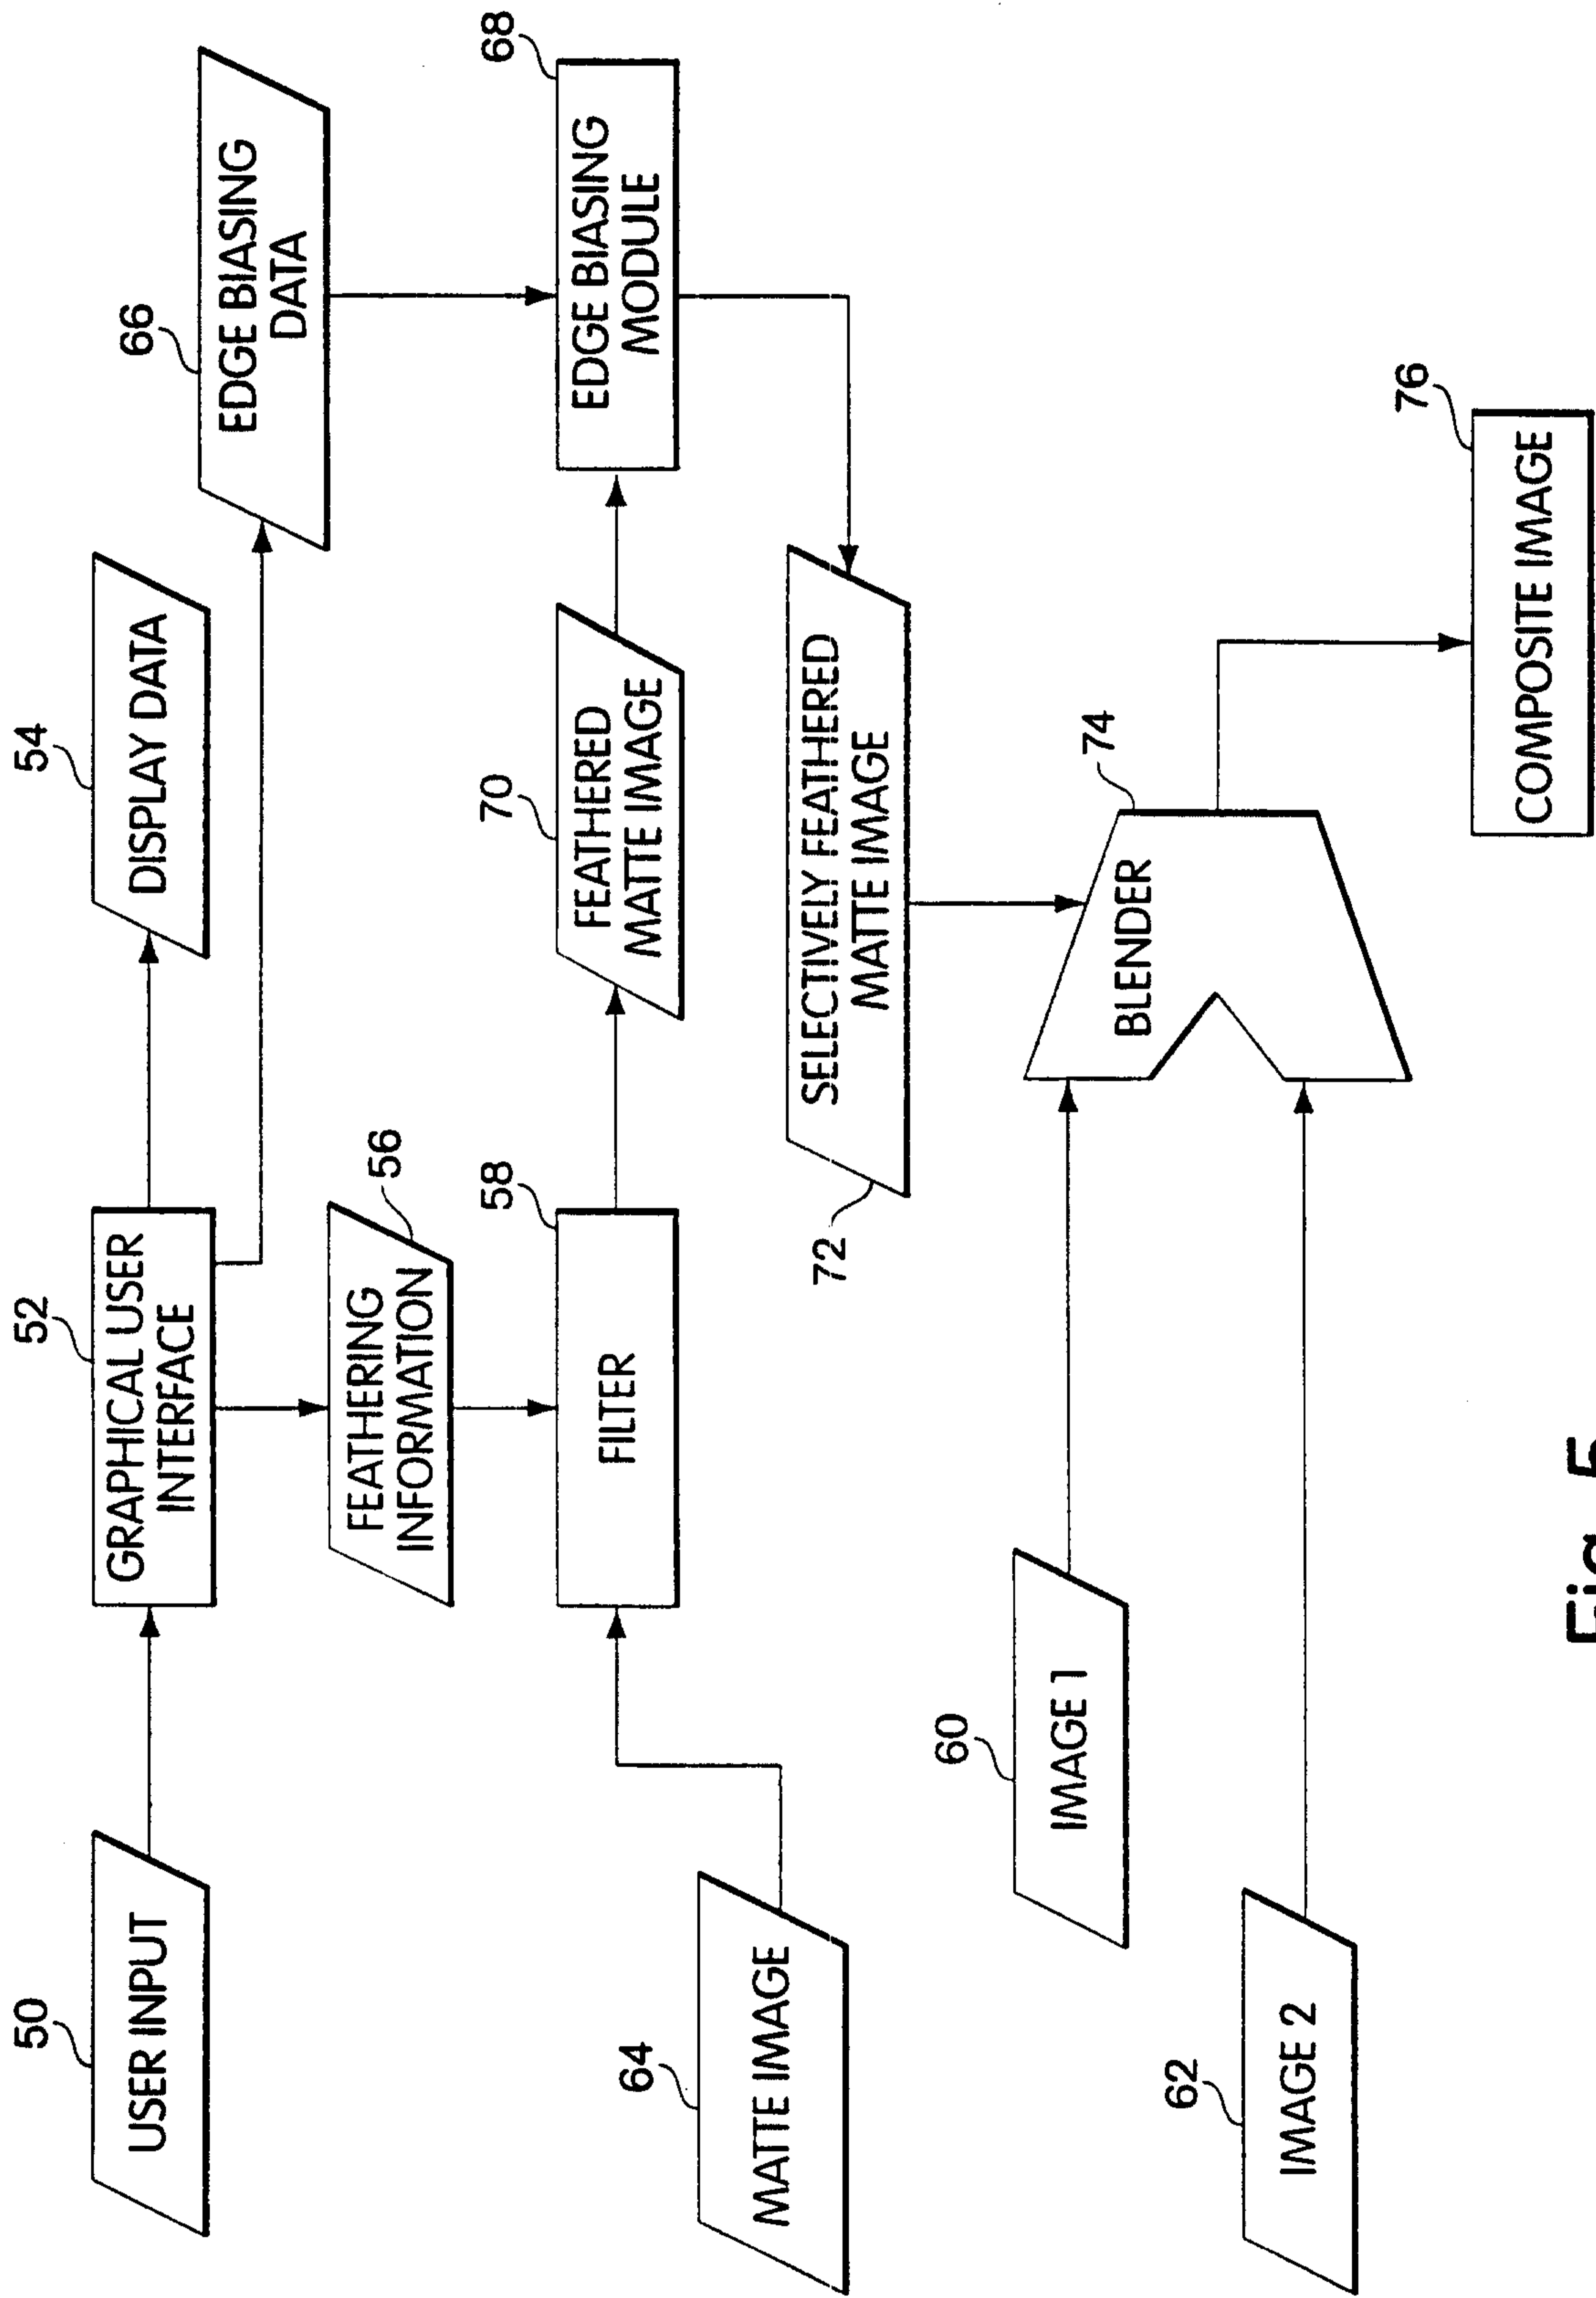 50
USER INPUT
52
GRAPHICAL USER
INTERFACE
54
DISPLAY DATA
66
EDGE BIASING
DATA
56
FEATHERING
INFORMATION
64
MATTE IMAGE
58
FILTER
70
FEATHERED
MATTE IMAGE
68
EDGE BIASING
MODULE
72
SELECTIVELY FEATHERED
MATTE IMAGE
60
IMAGE 1
62
IMAGE 2
74
BLENDER
76
COMPOSITE IMAGE
Fig. 5